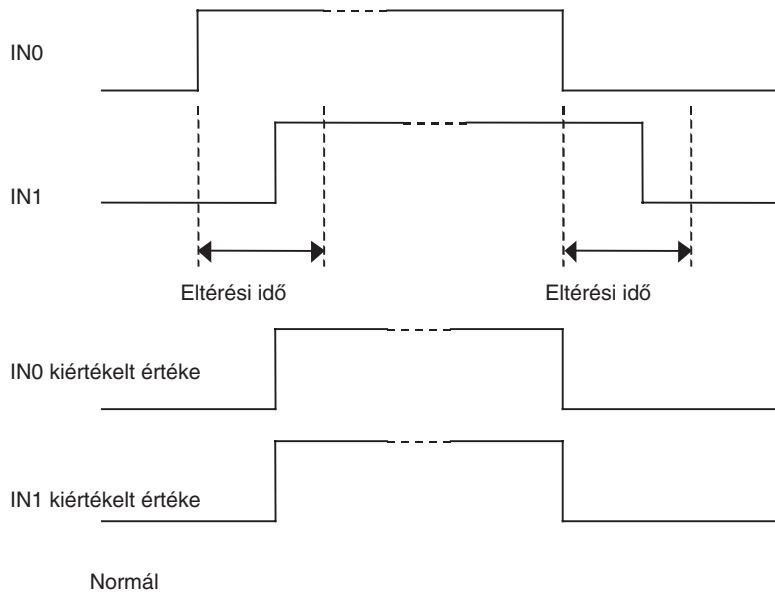 IN0
IN1
Eltérési idő Eltérési idő
IN0 kiértékelt értéke
IN1 kiértékelt értéke
Normál